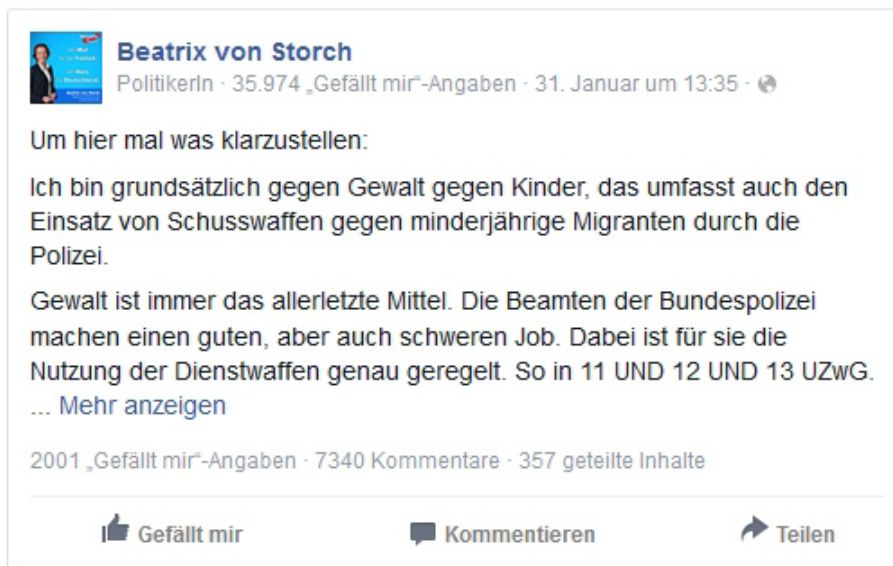 Beatrix von Storch
PolitikerIn · 35.974 „Gefällt mir“-Angaben · 31. Januar um 13:35 ·
Um hier mal was klarzustellen:
Ich bin grundsätzlich gegen Gewalt gegen Kinder, das umfasst auch den
Einsatz von Schusswaffen gegen minderjährige Migranten durch die
Polizei.
Gewalt ist immer das allerletzte Mittel. Die Beamten der Bundespolizei
machen einen guten, aber auch schweren Job. Dabei ist für sie die
Nutzung der Dienstwaffen genau geregelt. So in 11 UND 12 UND 13 UZwG.
... Mehr anzeigen
2001 „Gefällt mir“-Angaben · 7340 Kommentare · 357 geteilte Inhalte
Gefällt mir
Kommentieren
Teilen